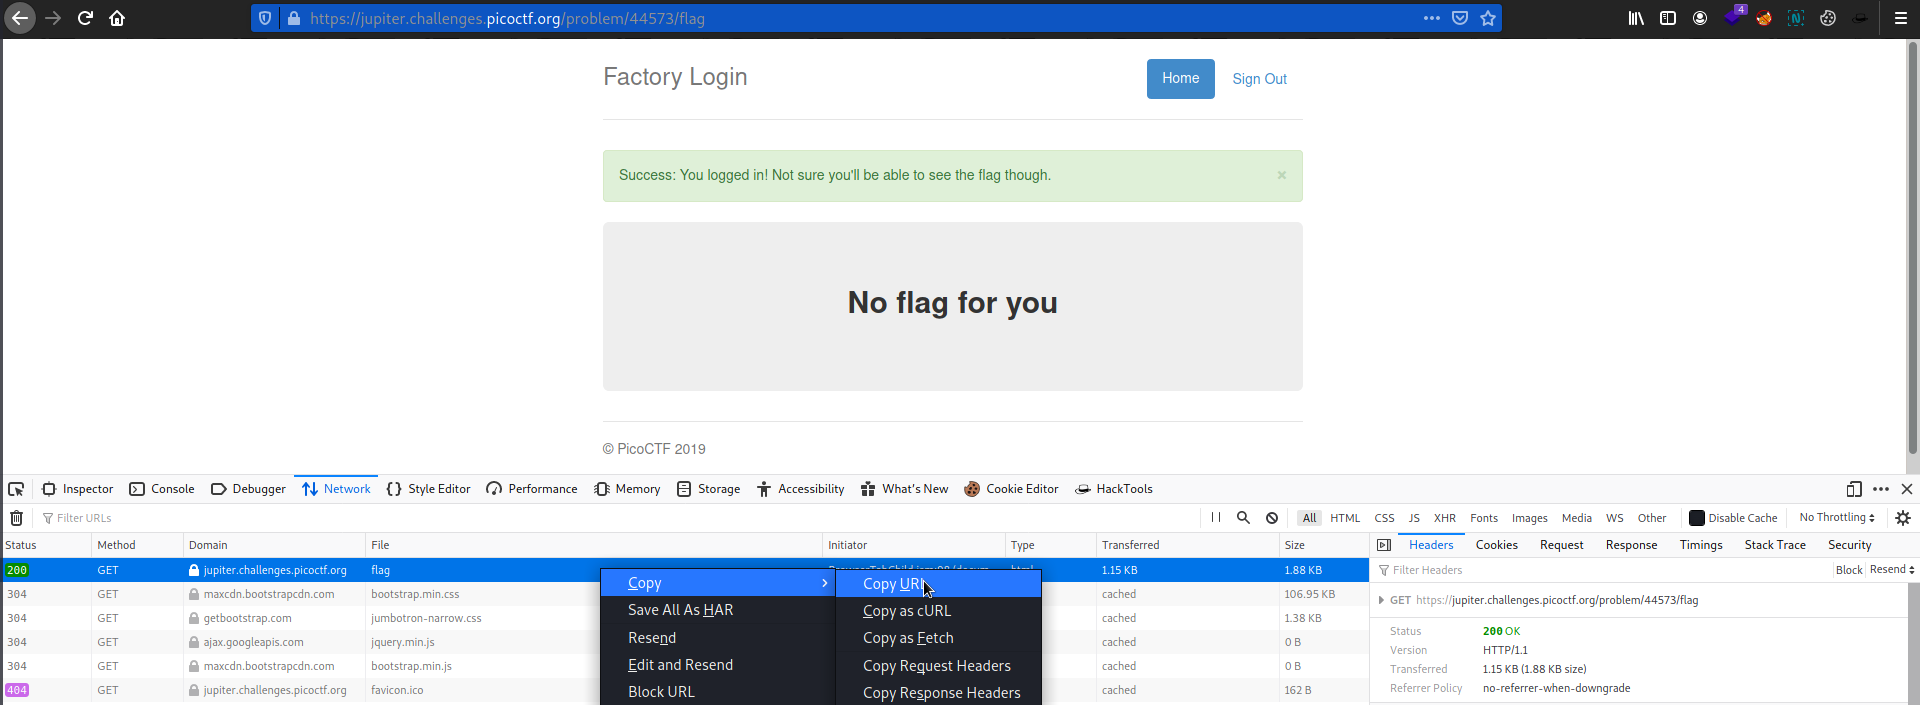 https://jupiter.challenges.picoctf.org/problem/44573/flag
4
Factory Login
Home Sign Out
Success: You logged in! Not sure you'll be able to see the flag though. ×
No flag for you
© PicoCTF 2019
Inspector Console Debugger Network Style Editor Performance Memory Storage Accessibility What's New Cookie Editor HackTools
Filter URLs All HTML CSS JS XHR Fonts Images Media WS Other Disable Cache No Throttling
Status Method Domain File Initiator Type Transferred Size
200 GET jupiter.challenges.picoctf.org flag 1.15 KB 1.88 KB
304 GET maxcdn.bootstrapcdn.com bootstrap.min.css cached 106.95 KB
304 GET getbootstrap.com jumbotron-narrow.css cached 1.38 KB
304 GET ajax.googleapis.com jquery.min.js cached 0 B
304 GET maxcdn.bootstrapcdn.com bootstrap.min.js cached 0 B
404 GET jupiter.challenges.picoctf.org favicon.ico cached 162 B
Copy
Save All As HAR
Resend
Edit and Resend
Block URL
Copy URL
Copy as cURL
Copy as Fetch
Copy Request Headers
Copy Response Headers
Headers Cookies Request Response Timings Stack Trace Security
Filter Headers Block Resend
GET https://jupiter.challenges.picoctf.org/problem/44573/flag
Status 200 OK
Version HTTP/1.1
Transferred 1.15 KB (1.88 KB size)
Referrer Policy no-referrer-when-downgrade